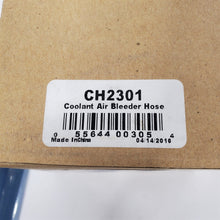 CH2301
Coolant Air Bleeder Hose
0 55644 00305 4
Made In China 04/14/2016